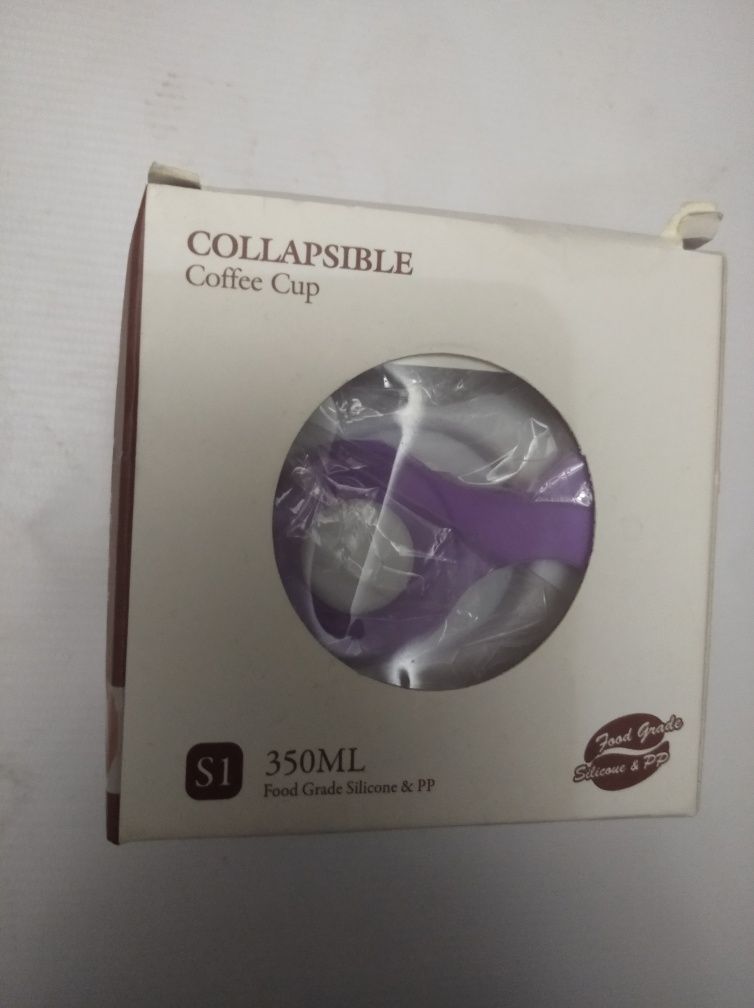 COLLAPSIBLE
Coffee Cup
S1
350ML
Food Grade Silicone & PP
Food Grade
Silicone & PP